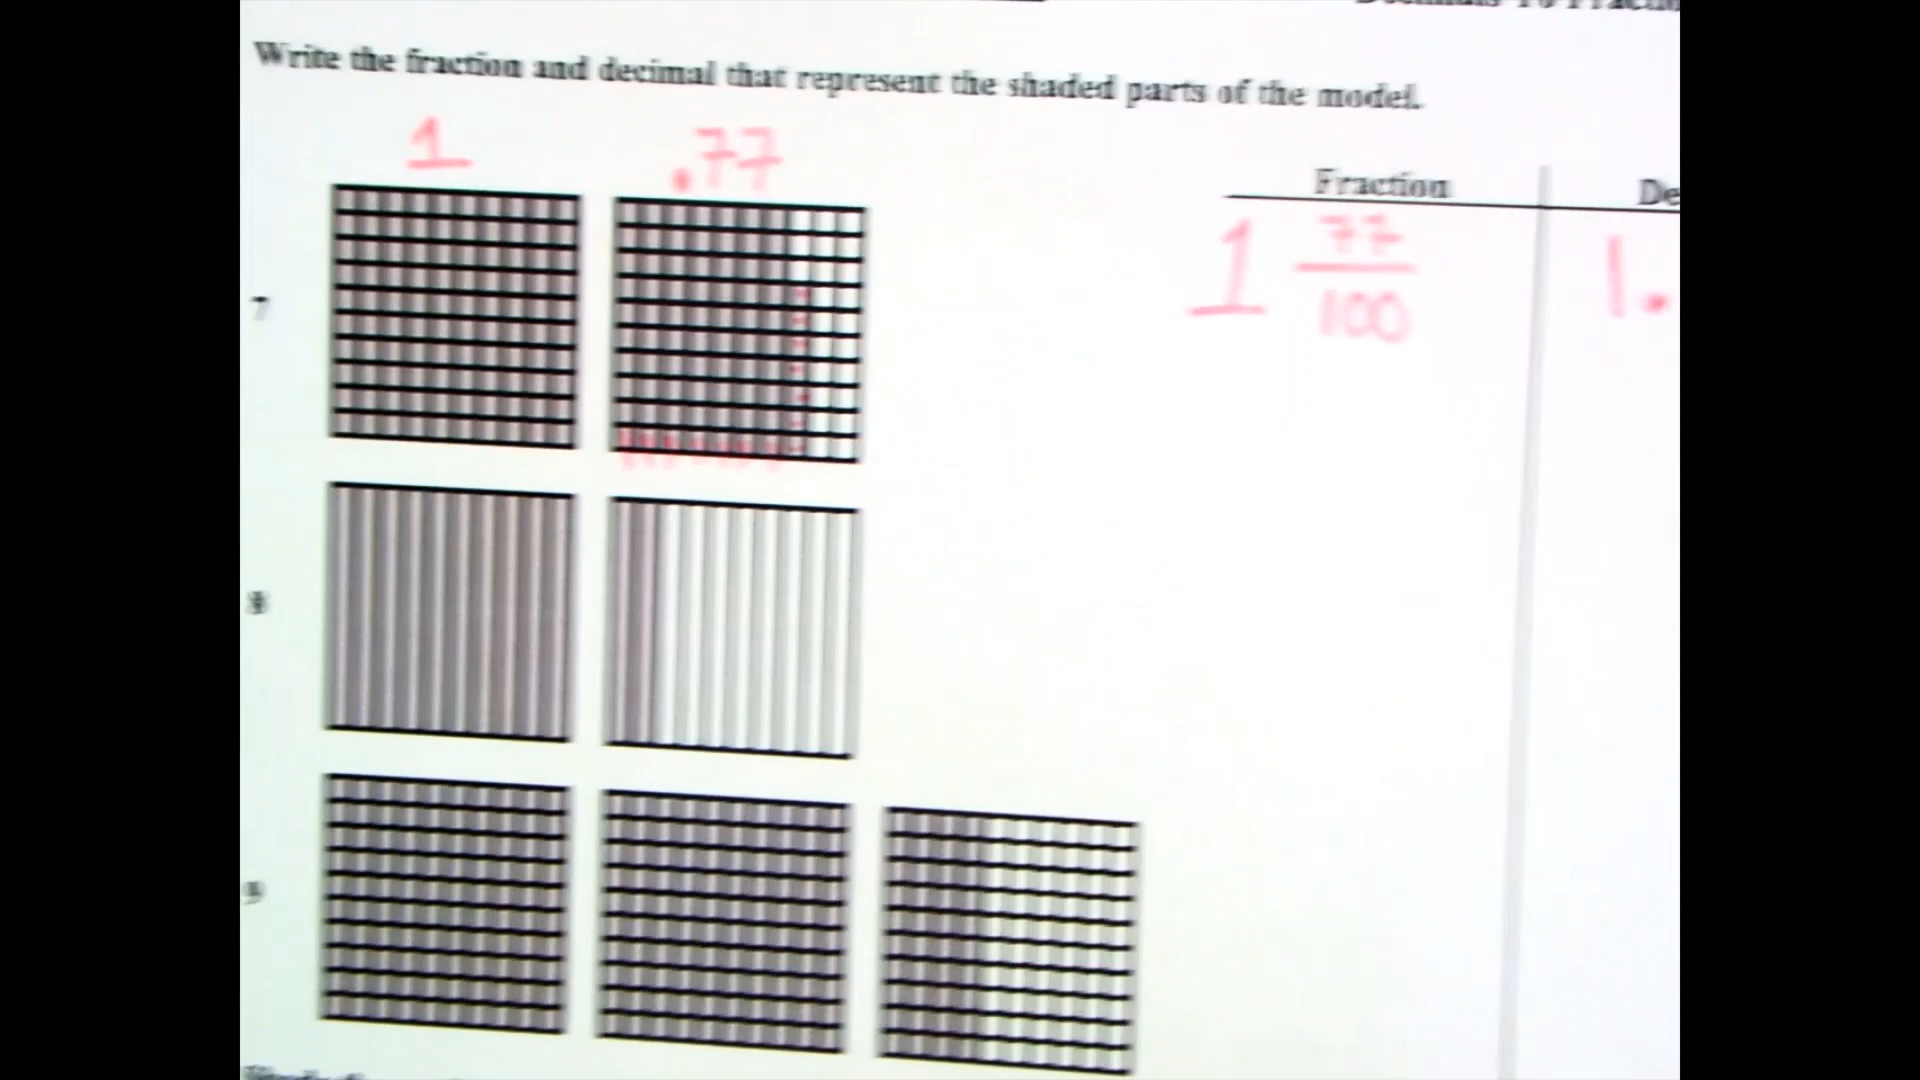 Write the fraction and decimal that represent the shaded parts of the model.
1 .77
Fraction De
7
1 77/100 1.
8
9